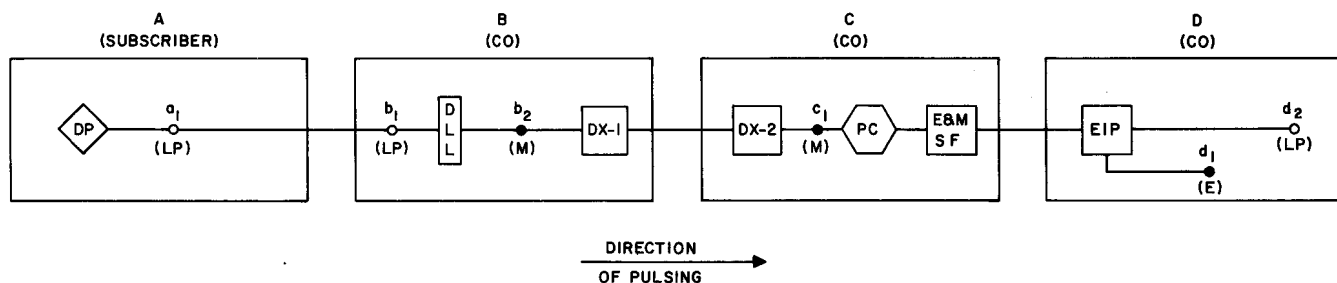 A
(SUBSCRIBER)
B
(CO)
C
(CO)
D
(CO)
DP
a1
(LP)
b1
(LP)
DLL
b2
(M)
DX-1
DX-2
c1
(M)
PC
E&M
SF
EIP
d1
(E)
d2
(LP)
DIRECTION
OF PULSING